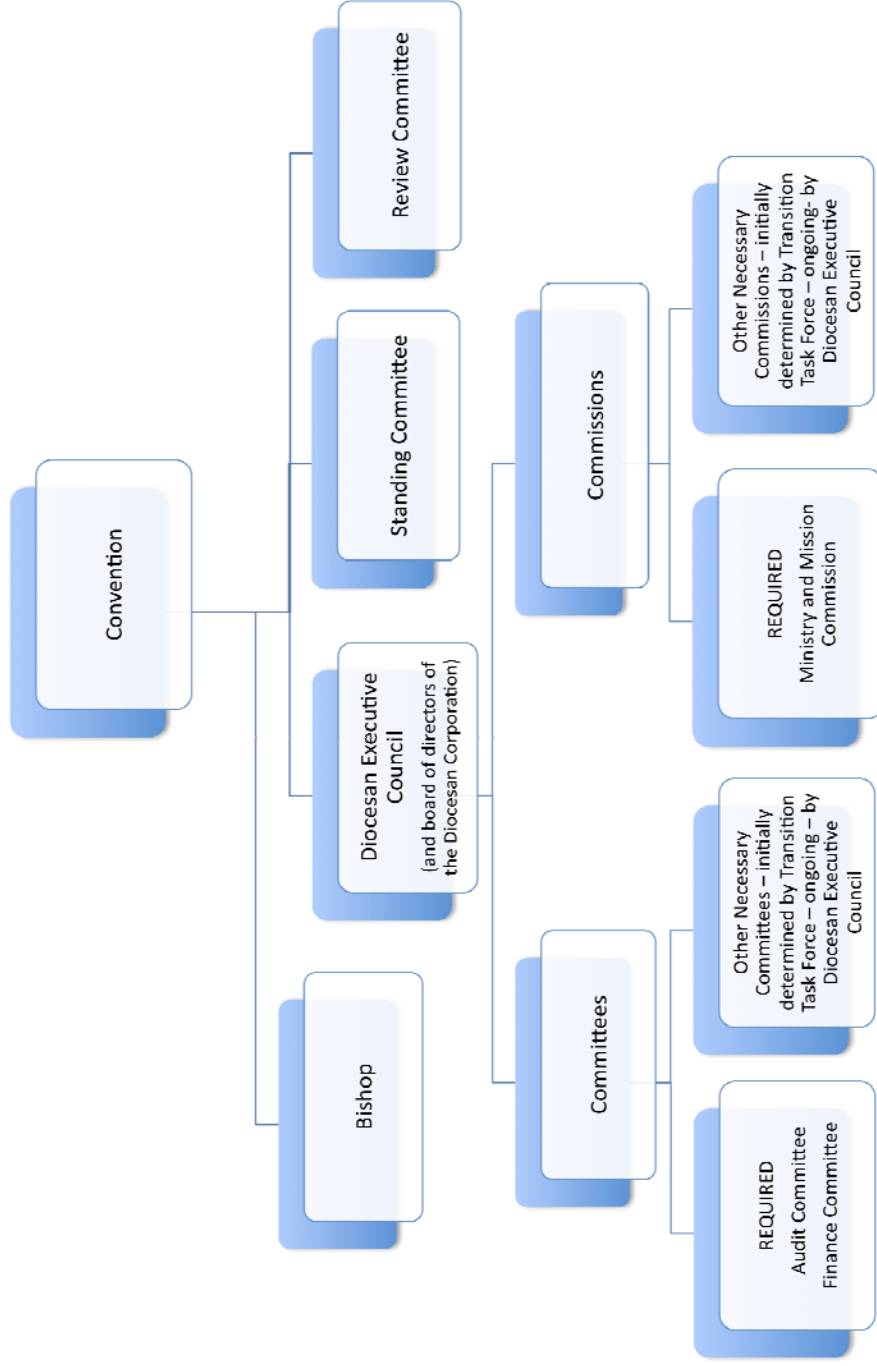 Convention
Bishop
Diocesan Executive
Council
(and board of directors of
the Diocesan Corporation)
Standing Committee
Review Committee
Committees
Commissions
REQUIRED
Audit Committee
Finance Committee
Other Necessary
Committees – initially
determined by Transition
Task Force – ongoing – by
Diocesan Executive
Council
REQUIRED
Ministry and Mission
Commission
Other Necessary
Commissions – initially
determined by Transition
Task Force – ongoing- by
Diocesan Executive
Council